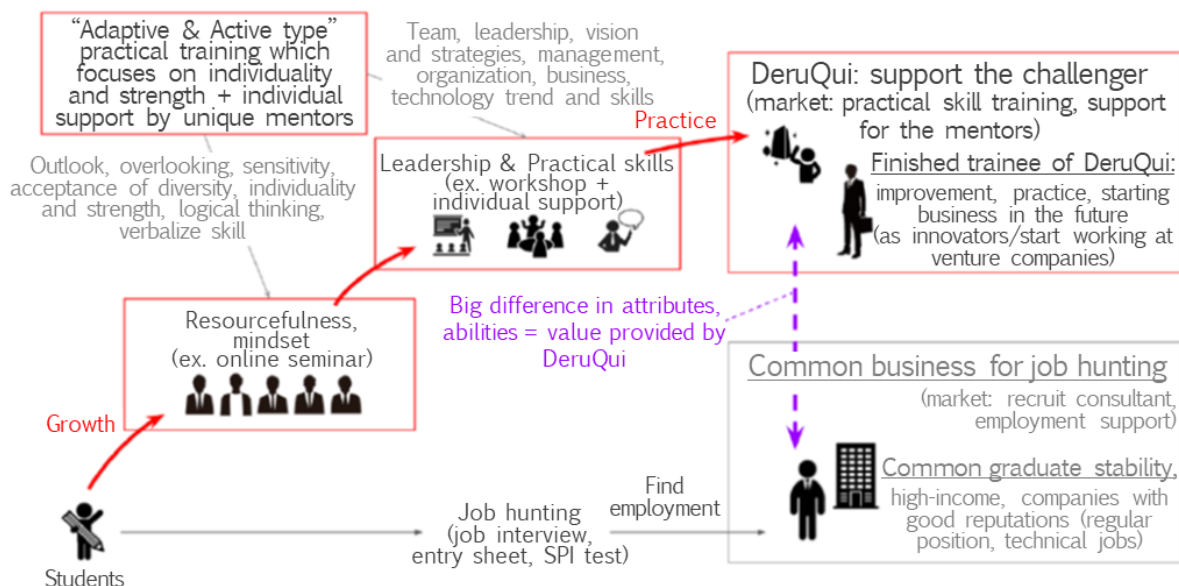 “Adaptive & Active type”
practical training which
focuses on individuality
and strength + individual
support by unique mentors
Team, leadership, vision
and strategies, management,
organization, business,
technology trend and skills
DeruQui: support the challenger
(market: practical skill training, support
for the mentors)
Finished trainee of DeruQui:
improvement, practice, starting
business in the future
(as innovators/start working at
venture companies)
Practice
Outlook, overlooking, sensitivity,
acceptance of diversity, individuality
and strength, logical thinking,
verbalize skill
Leadership & Practical skills
(ex. workshop +
individual support)
Big difference in attributes,
abilities = value provided by
DeruQui
Resourcefulness,
mindset
(ex. online seminar)
Growth
Common business for job hunting
(market: recruit consultant,
employment support)
Common graduate stability,
high-income, companies with
good reputations (regular
position, technical jobs)
Find
employment
Job hunting
(job interview,
entry sheet, SPI test)
Students